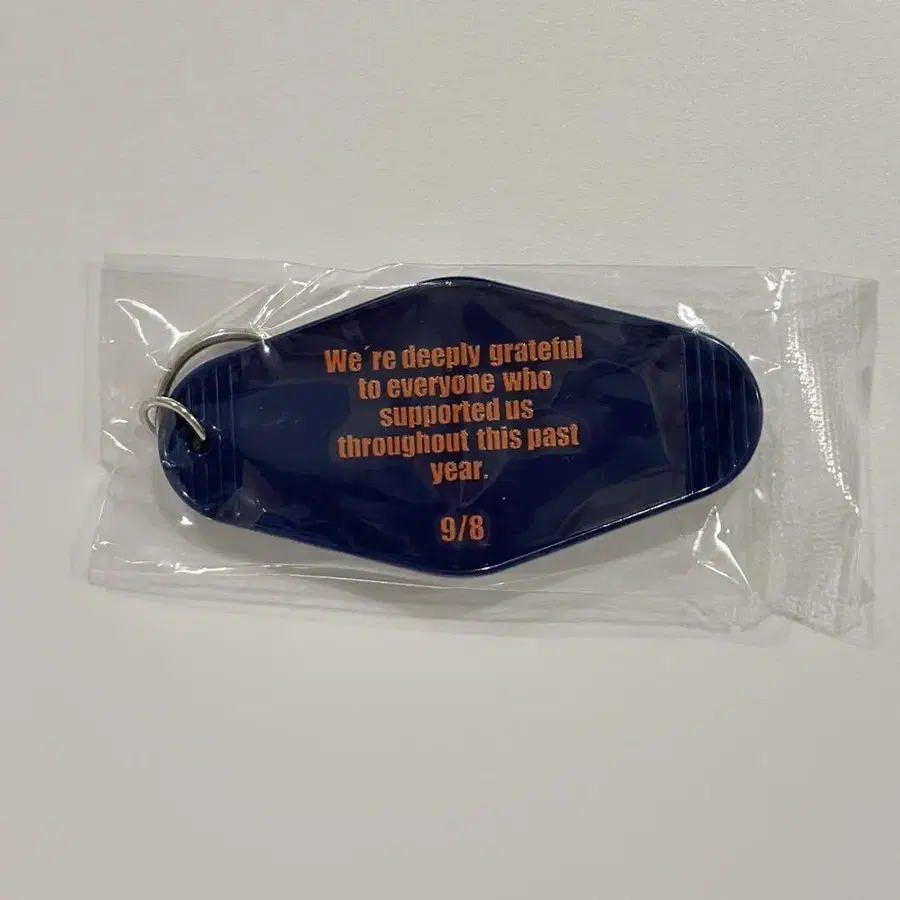 We´re deeply grateful
to everyone who
supported us
throughout this past
year.
9/8